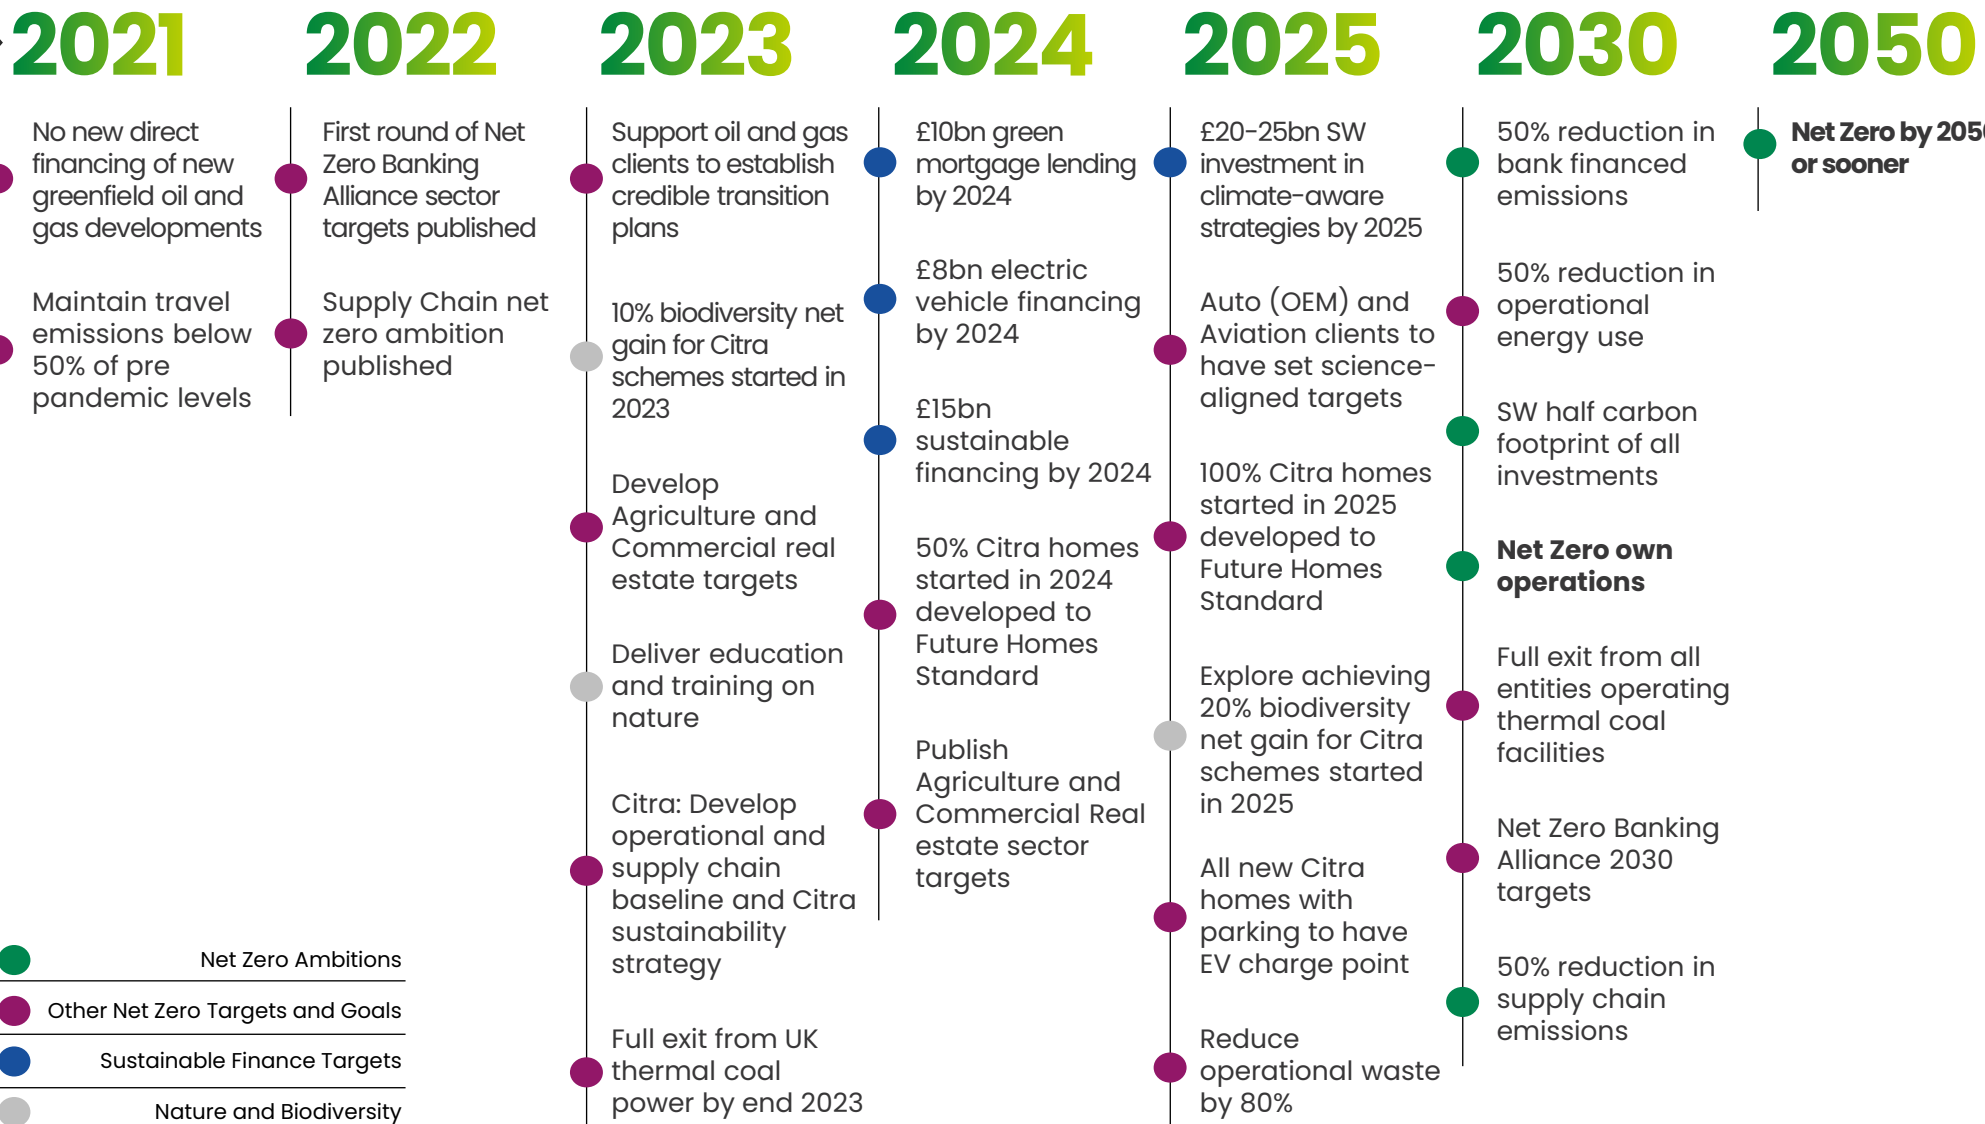 2021
No new direct
financing of new
greenfield oil and
gas developments
Maintain travel
emissions below
50% of pre
pandemic levels
2022
First round of Net
Zero Banking
Alliance sector
targets published
Supply Chain net
zero ambition
published
2023
Support oil and gas
clients to establish
credible transition
plans
10% biodiversity net
gain for Citra
schemes started in
2023
Develop
Agriculture and
Commercial real
estate targets
Deliver education
and training on
nature
Citra: Develop
operational and
supply chain
baseline and Citra
sustainability
strategy
Full exit from UK
thermal coal
power by end 2023
2024
£10bn green
mortgage lending
by 2024
£8bn electric
vehicle financing
by 2024
£15bn
sustainable
financing by 2024
50% Citra homes
started in 2024
developed to
Future Homes
Standard
Publish
Agriculture and
Commercial Real
estate sector
targets
2025
£20-25bn SW
investment in
climate-aware
strategies by 2025
Auto (OEM) and
Aviation clients to
have set science-
aligned targets
100% Citra homes
started in 2025
developed to
Future Homes
Standard
Explore achieving
20% biodiversity
net gain for Citra
schemes started
in 2025
All new Citra
homes with
parking to have
EV charge point
Reduce
operational waste
by 80%
2030
50% reduction in
bank financed
emissions
50% reduction in
operational
energy use
SW half carbon
footprint of all
investments
Net Zero own
operations
Full exit from all
entities operating
thermal coal
facilities
Net Zero Banking
Alliance 2030
targets
50% reduction in
supply chain
emissions
2050
Net Zero by 2050
or sooner
Net Zero Ambitions
Other Net Zero Targets and Goals
Sustainable Finance Targets
Nature and Biodiversity